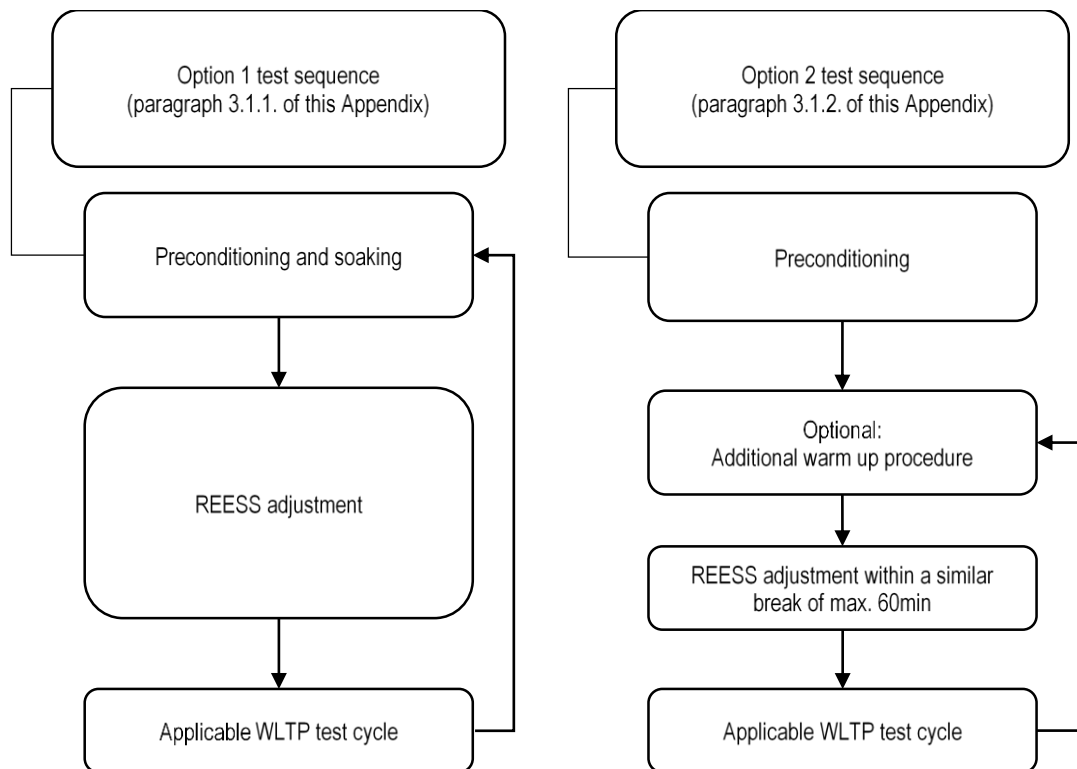 Option 1 test sequence
(paragraph 3.1.1. of this Appendix)
Preconditioning and soaking
REESS adjustment
Applicable WLTP test cycle
Option 2 test sequence
(paragraph 3.1.2. of this Appendix)
Preconditioning
Optional:
Additional warm up procedure
REESS adjustment within a similar
break of max. 60min
Applicable WLTP test cycle